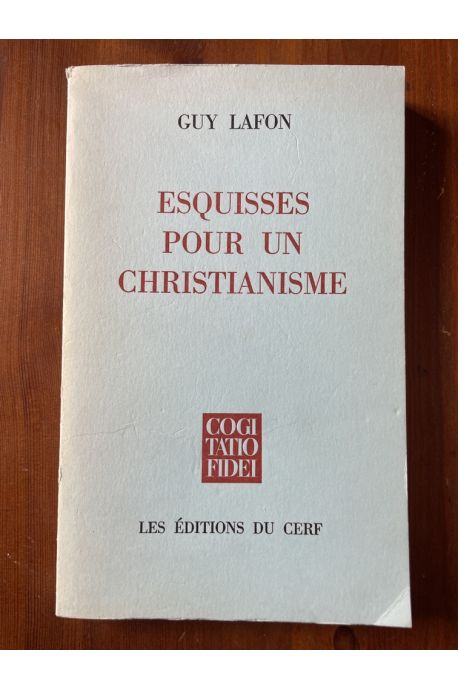 GUY LAFON
ESQUISSES
POUR UN
CHRISTIANISME
COGI
TATIO
FIDEI
LES ÉDITIONS DU CERF